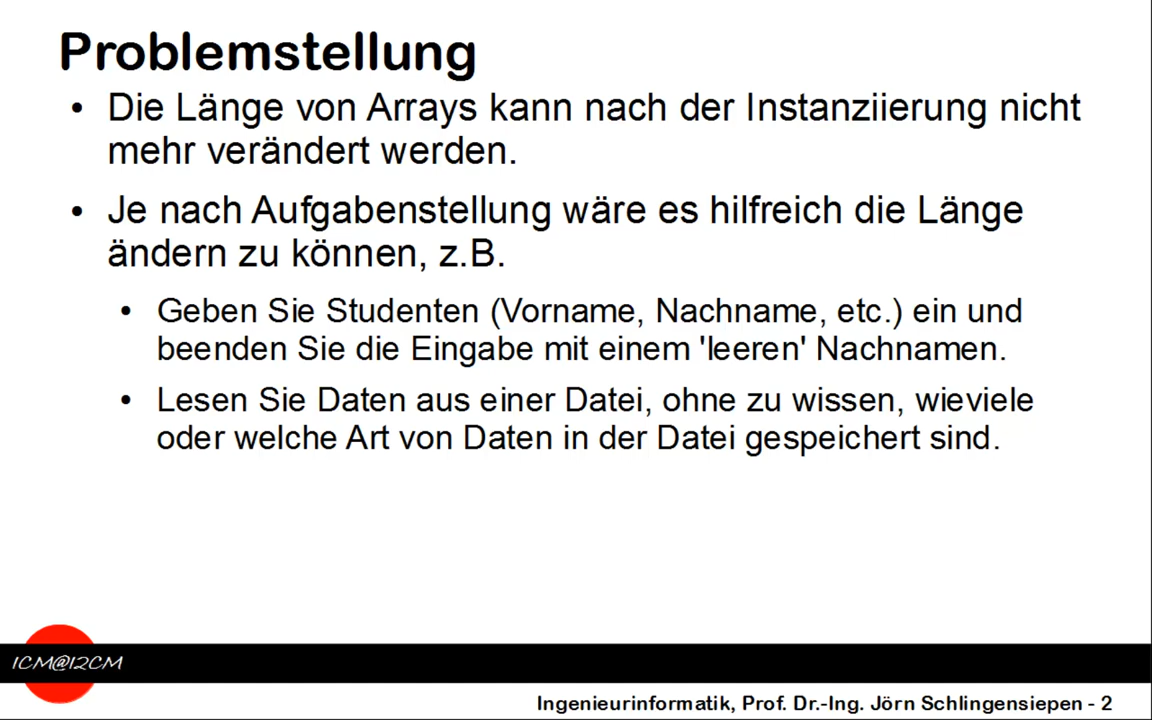 Problemstellung
• Die Länge von Arrays kann nach der Instanziierung nicht
mehr verändert werden.
• Je nach Aufgabenstellung wäre es hilfreich die Länge
ändern zu können, z.B.
• Geben Sie Studenten (Vorname, Nachname, etc.) ein und
beenden Sie die Eingabe mit einem 'leeren' Nachnamen.
• Lesen Sie Daten aus einer Datei, ohne zu wissen, wieviele
oder welche Art von Daten in der Datei gespeichert sind.
1CM@12CM
Ingenieurinformatik, Prof. Dr.-Ing. Jörn Schlingensiepen - 2